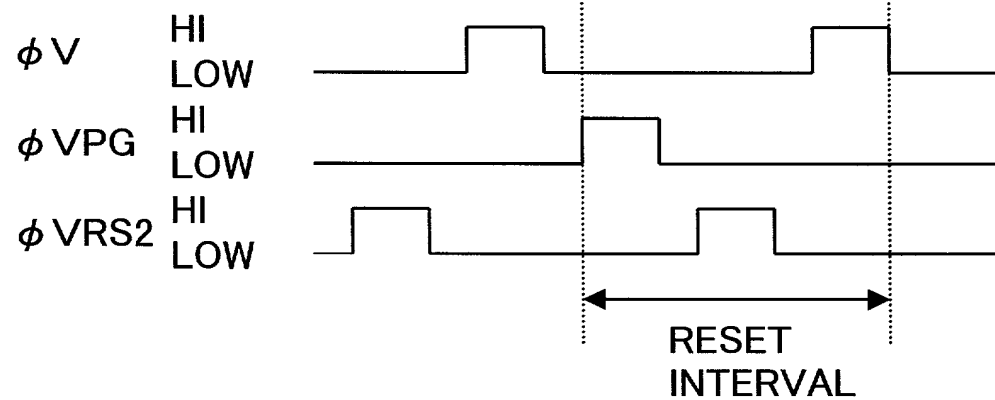 φV HI
LOW
φVPG HI
LOW
φVRS2 HI
LOW
RESET
INTERVAL